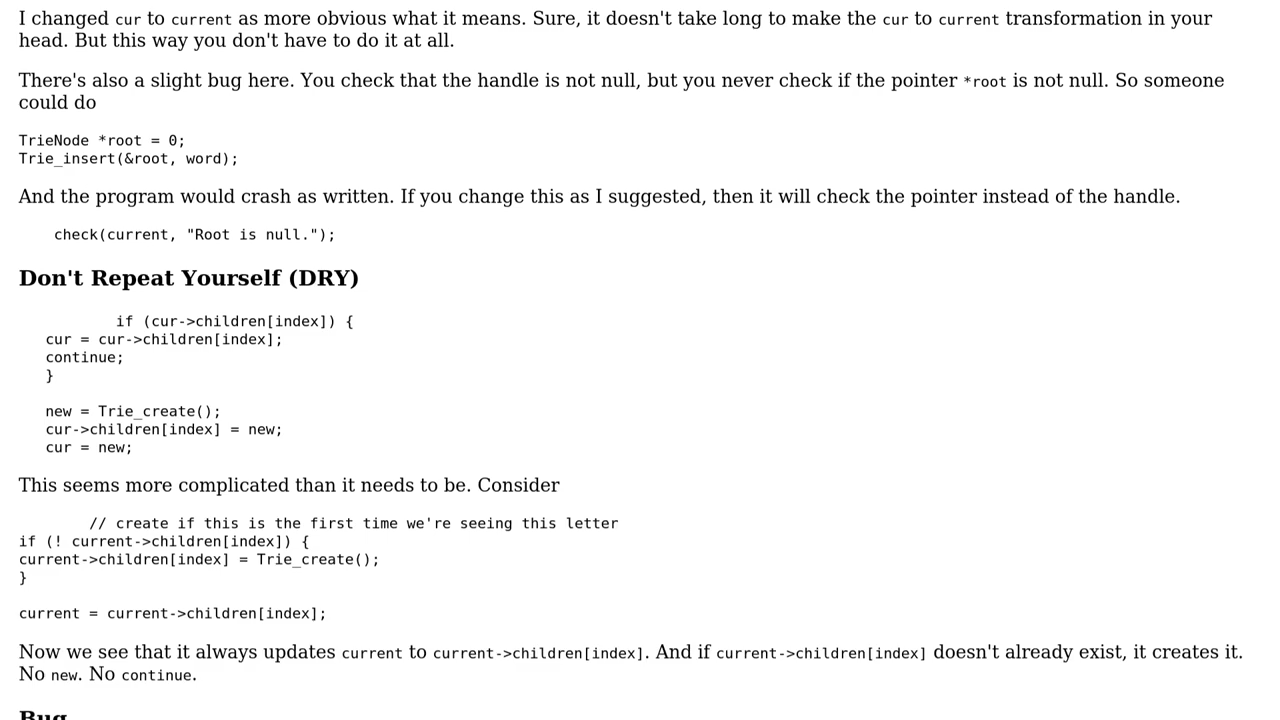 I changed cur to current as more obvious what it means. Sure, it doesn't take long to make the cur to current transformation in your
head. But this way you don't have to do it at all.
There's also a slight bug here. You check that the handle is not null, but you never check if the pointer *root is not null. So someone
could do
TrieNode *root = 0;
Trie_insert(&root, word);
And the program would crash as written. If you change this as I suggested, then it will check the pointer instead of the handle.
check(current, "Root is null.");
Don't Repeat Yourself (DRY)
if (cur->children[index]) {
cur = cur->children[index];
continue;
}
new = Trie_create();
cur->children[index] = new;
cur = new;
This seems more complicated than it needs to be. Consider
// create if this is the first time we're seeing this letter
if (! current->children[index]) {
current->children[index] = Trie_create();
}
current = current->children[index];
Now we see that it always updates current to current->children[index]. And if current->children[index] doesn't already exist, it creates it.
No new. No continue.
Bug